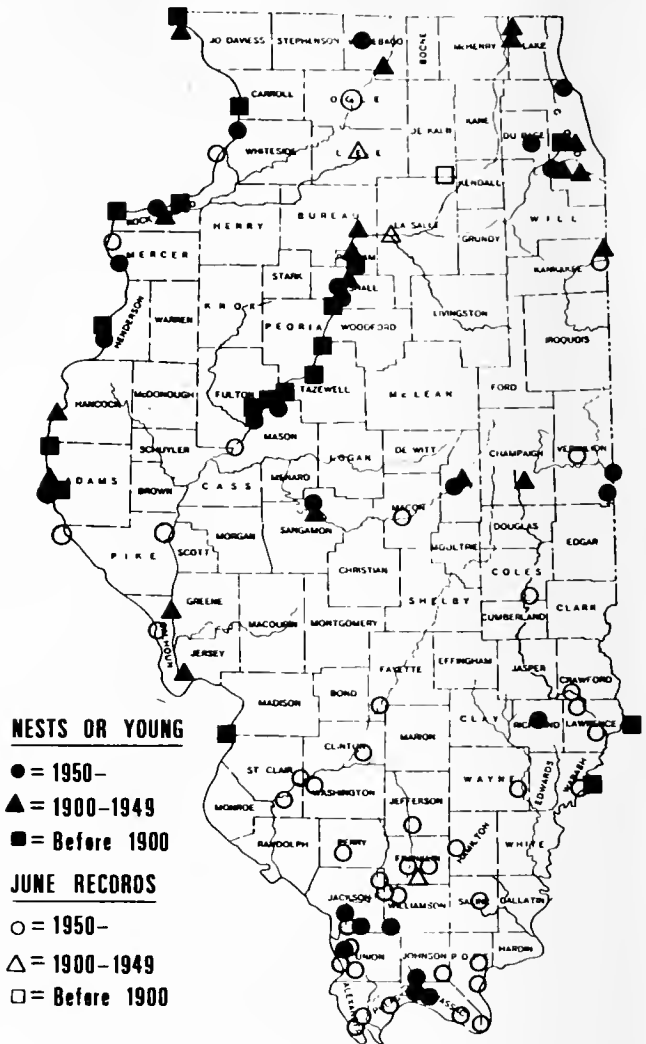 JO DAVIESS STEPHENSON
BOONE McHENRY LAKE
CARROLL
OGLE
KANE
DE KALB
DU PAGE
WHITESIDE
LEE
KENDALL
ROCK
BUREAU
WILL
HENRY
LA SALLE
GRUNDY
MERCER
KANKAKEE
STARK
KNOX
WARREN
HENDERSON
PEORIA
WOODFORD
LIVINGSTON
IROQUOIS
HANCOCK
McDONOUGH
FULTON
TAZEWELL
McLEAN
FORD
MASON
SCHUYLER
LOGAN
DE WITT
CHAMPAIGN
VERMILION
ADAMS
BROWN
CASS
MENARD
MACON
SANGAMON
MORGAN
DOUGLAS
PIKE
SCOTT
MOULTRIE
EDGAR
CHRISTIAN
COLES
SHELBY
GREENE
CUMBERLAND
CLARK
MACOUPIN
MONTGOMERY
JERSEY
FAYETTE
EFFINGHAM
JASPER
CRAWFORD
BOND
MADISON
CLAY
RICHLAND
LAWRENCE
NESTS OR YOUNG
MARION
CLINTON
● = 1950-
ST CLAIR
WAYNE
EDWARDS
WABASH
WASHINGTON
▲ = 1900-1949
MONROE
JEFFERSON
■ = Before 1900
RANDOLPH
PERRY
HAMILTON
WHITE
FRANKLIN
JUNE RECORDS
JACKSON
WILLIAMSON
SALINE
GALLATIN
○ = 1950-
HARDIN
UNION
JOHNSON
△ = 1900-1949
□ = Before 1900